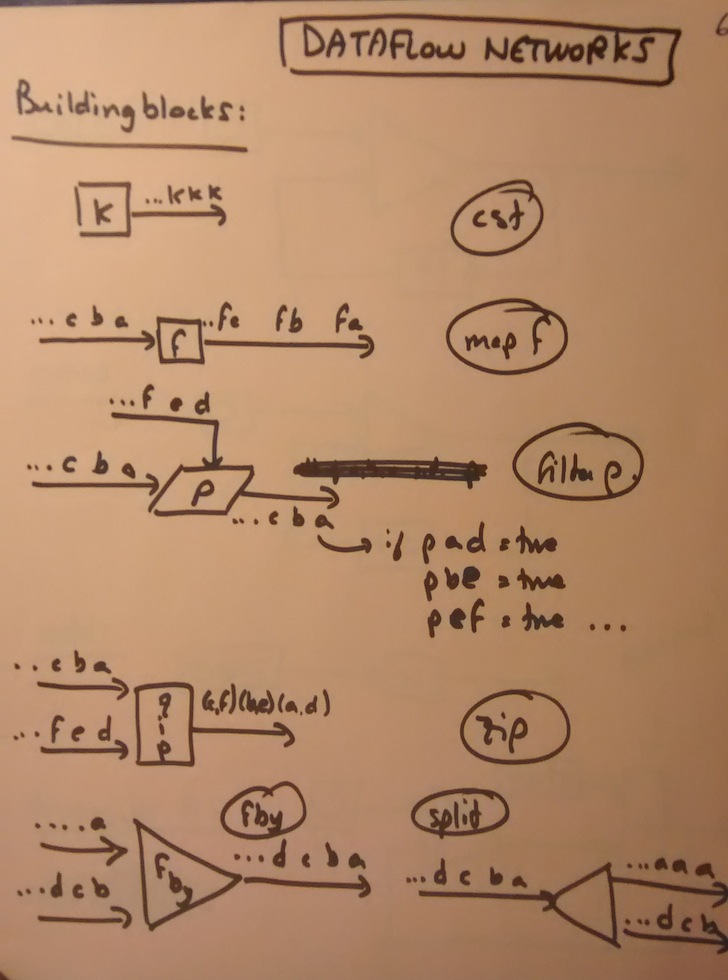 6
DATAFLOW NETWORKS
Building blocks:
K ...kkk cst
...c b a f ...fc fb fa map f
...f e d
...c b a p filter p.
...c b a
if p a d = true
p b e = true
p c f = true ...
..c b a
...f e d zip (c,f)(b,e)(a,d) zip
fby split
....a
...d c b Fby ...d c b a
...d c b a ...a a a
...d c b